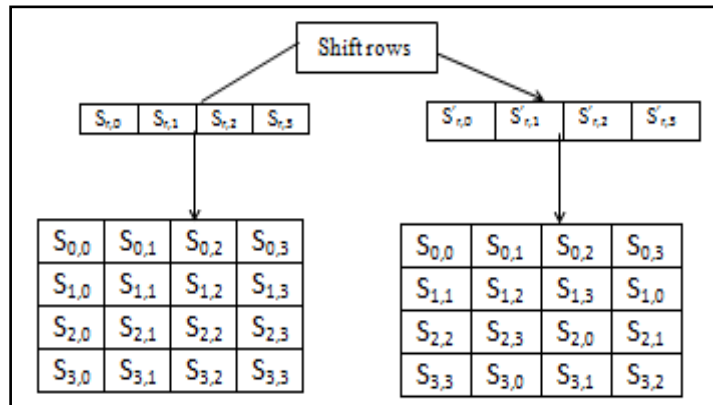 Shift rows
Sr,0 Sr,1 Sr,2 Sr,3
S'r,0 S'r,1 S'r,2 S'r,3
S0,0 S0,1 S0,2 S0,3
S1,0 S1,1 S1,2 S1,3
S2,0 S2,1 S2,2 S2,3
S3,0 S3,1 S3,2 S3,3
S0,0 S0,1 S0,2 S0,3
S1,1 S1,2 S1,3 S1,0
S2,2 S2,3 S2,0 S2,1
S3,3 S3,0 S3,1 S3,2